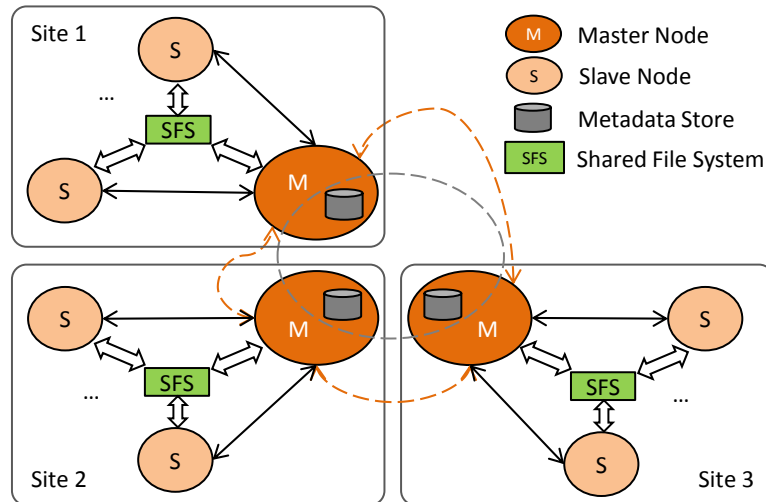 Site 1
S
...
SFS
S
M
M Master Node
S Slave Node
Metadata Store
SFS Shared File System
S
M
SFS
...
S
Site 2
M
S
SFS
...
S
Site 3